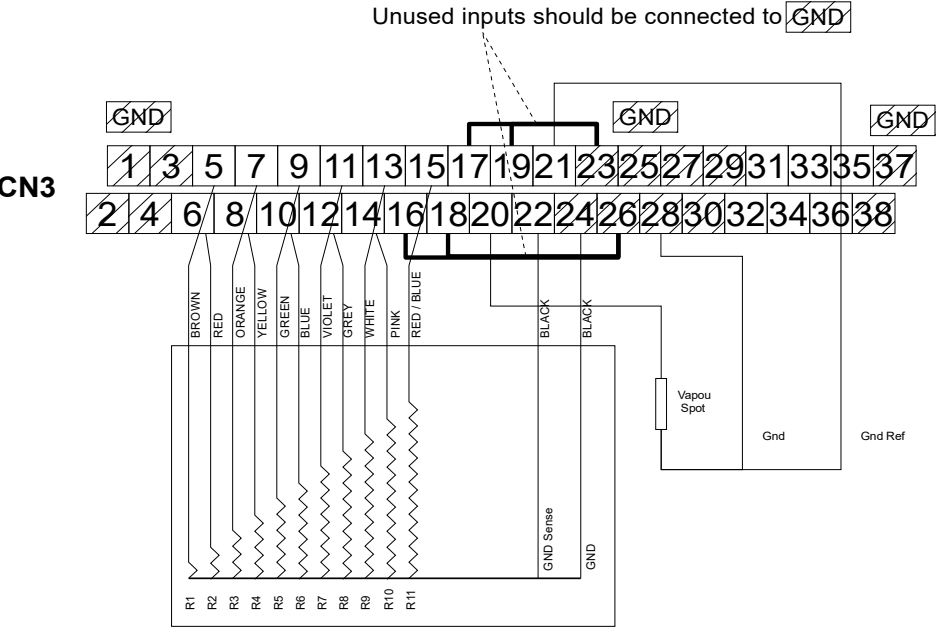 Unused inputs should be connected to GND
GND GND GND
1 3 5 7 9 11 13 15 17 19 21 23 25 27 29 31 33 35 37
CN3
2 4 6 8 10 12 14 16 18 20 22 24 26 28 30 32 34 36 38
BROWN
RED
ORANGE
YELLOW
GREEN
BLUE
VIOLET
GREY
WHITE
PINK
RED / BLUE
BLACK
BLACK
Vapou
Spot
Gnd
Gnd Ref
GND Sense
GND
R1
R2
R3
R4
R5
R6
R7
R8
R9
R10
R11